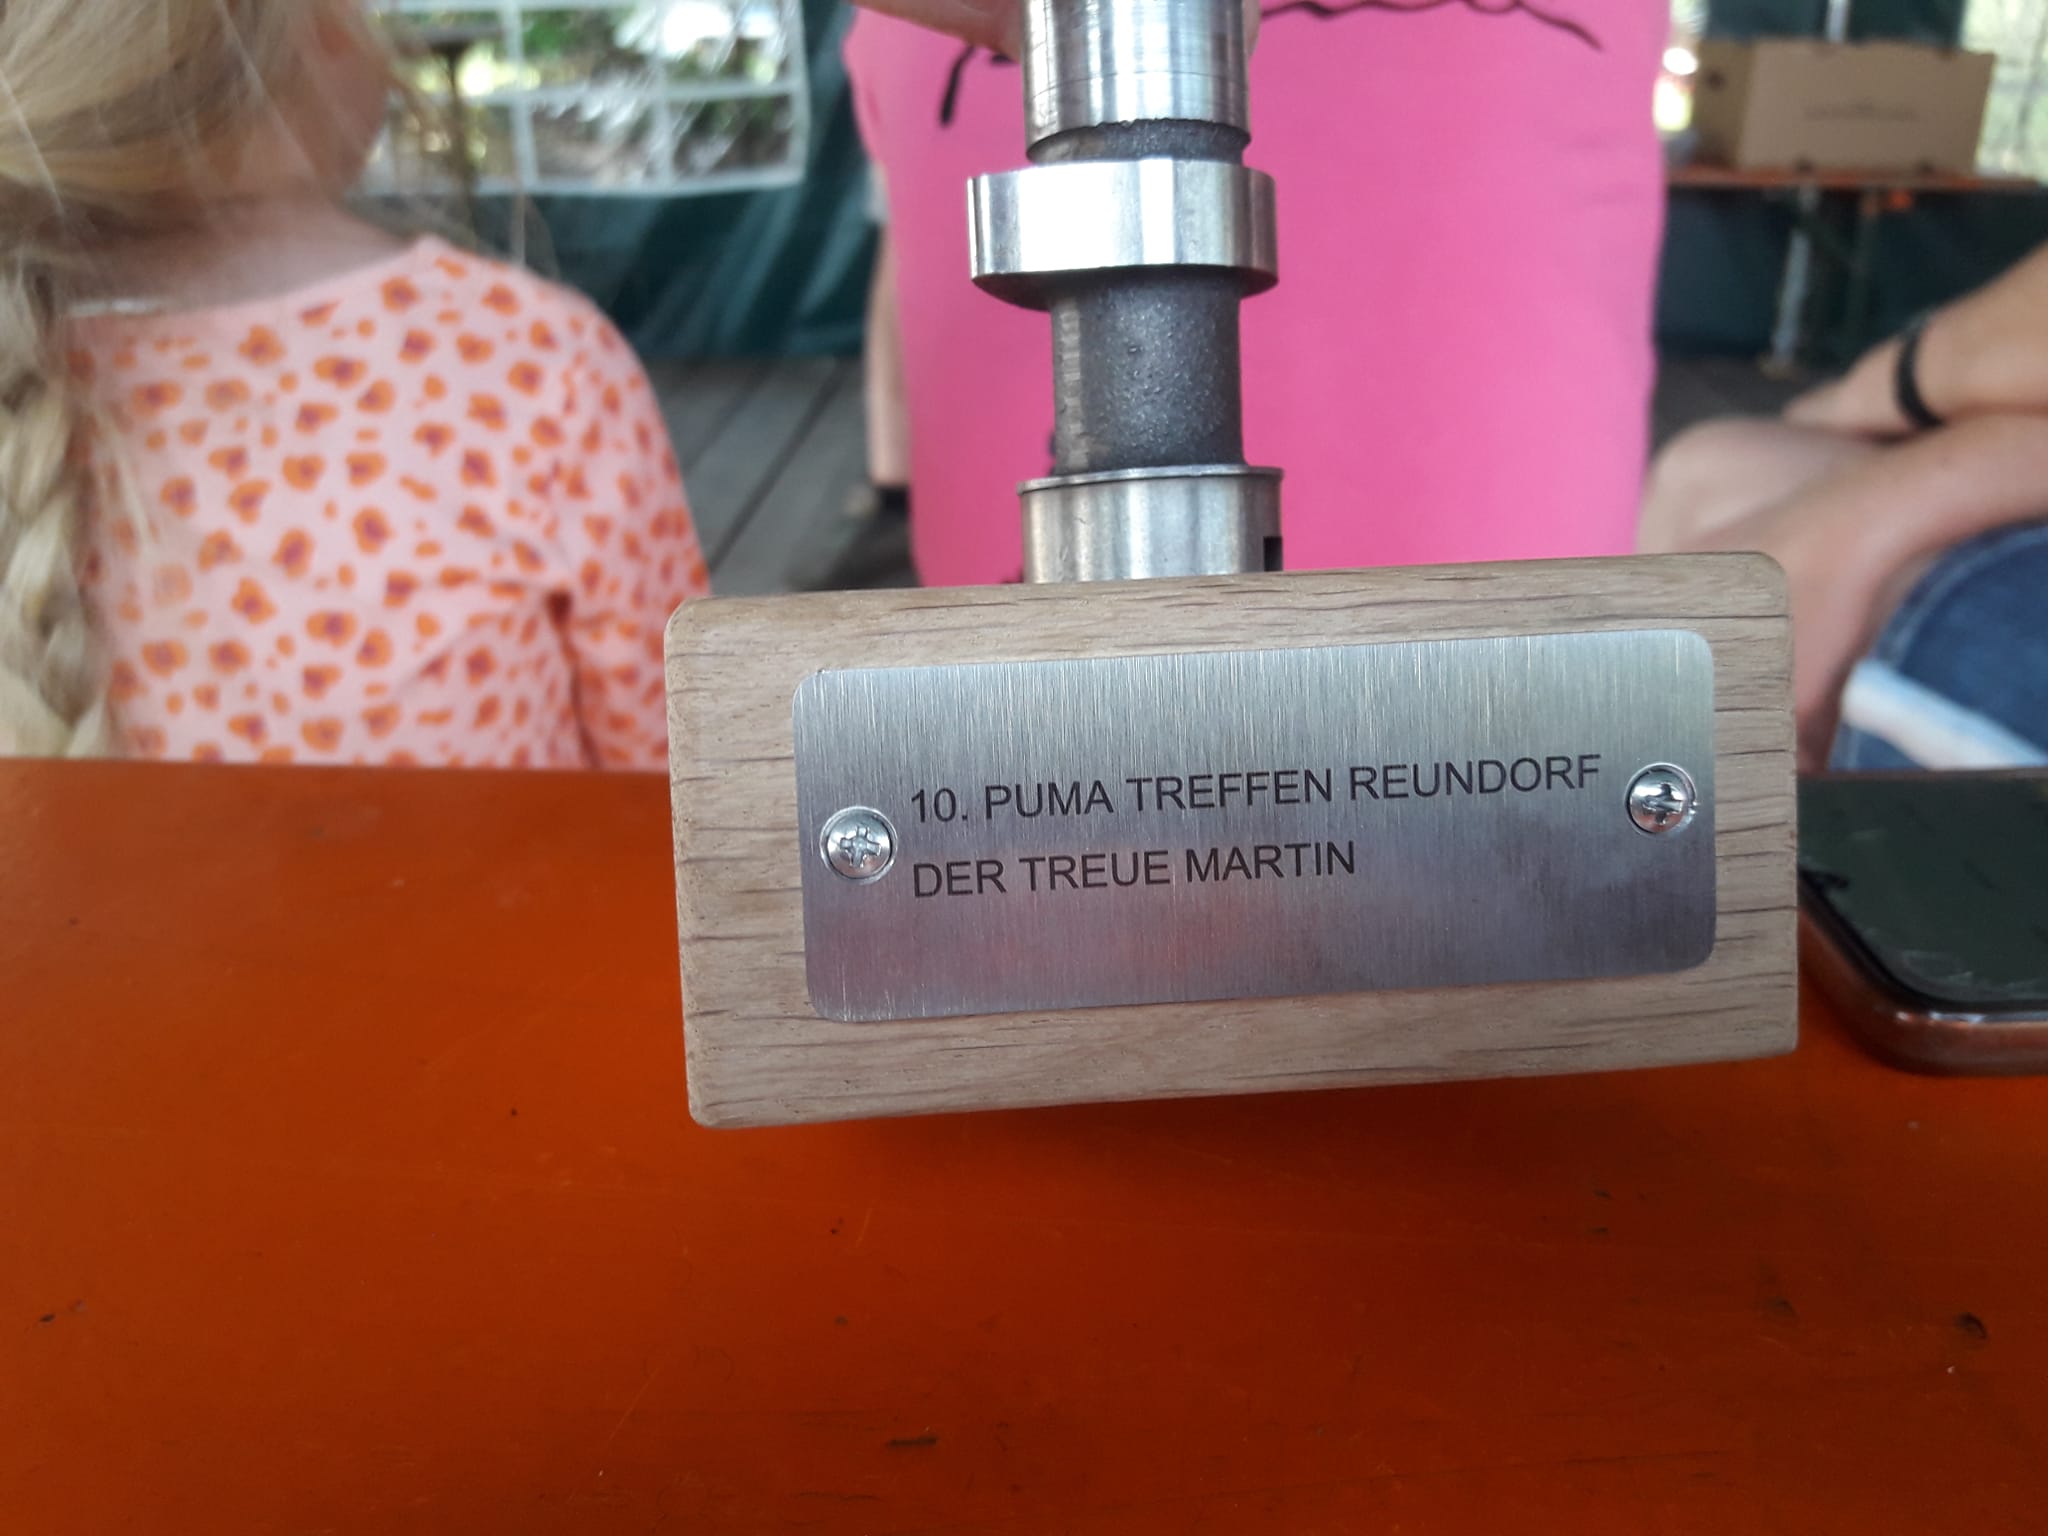 10. PUMA TREFFEN REUNDORF
DER TREUE MARTIN